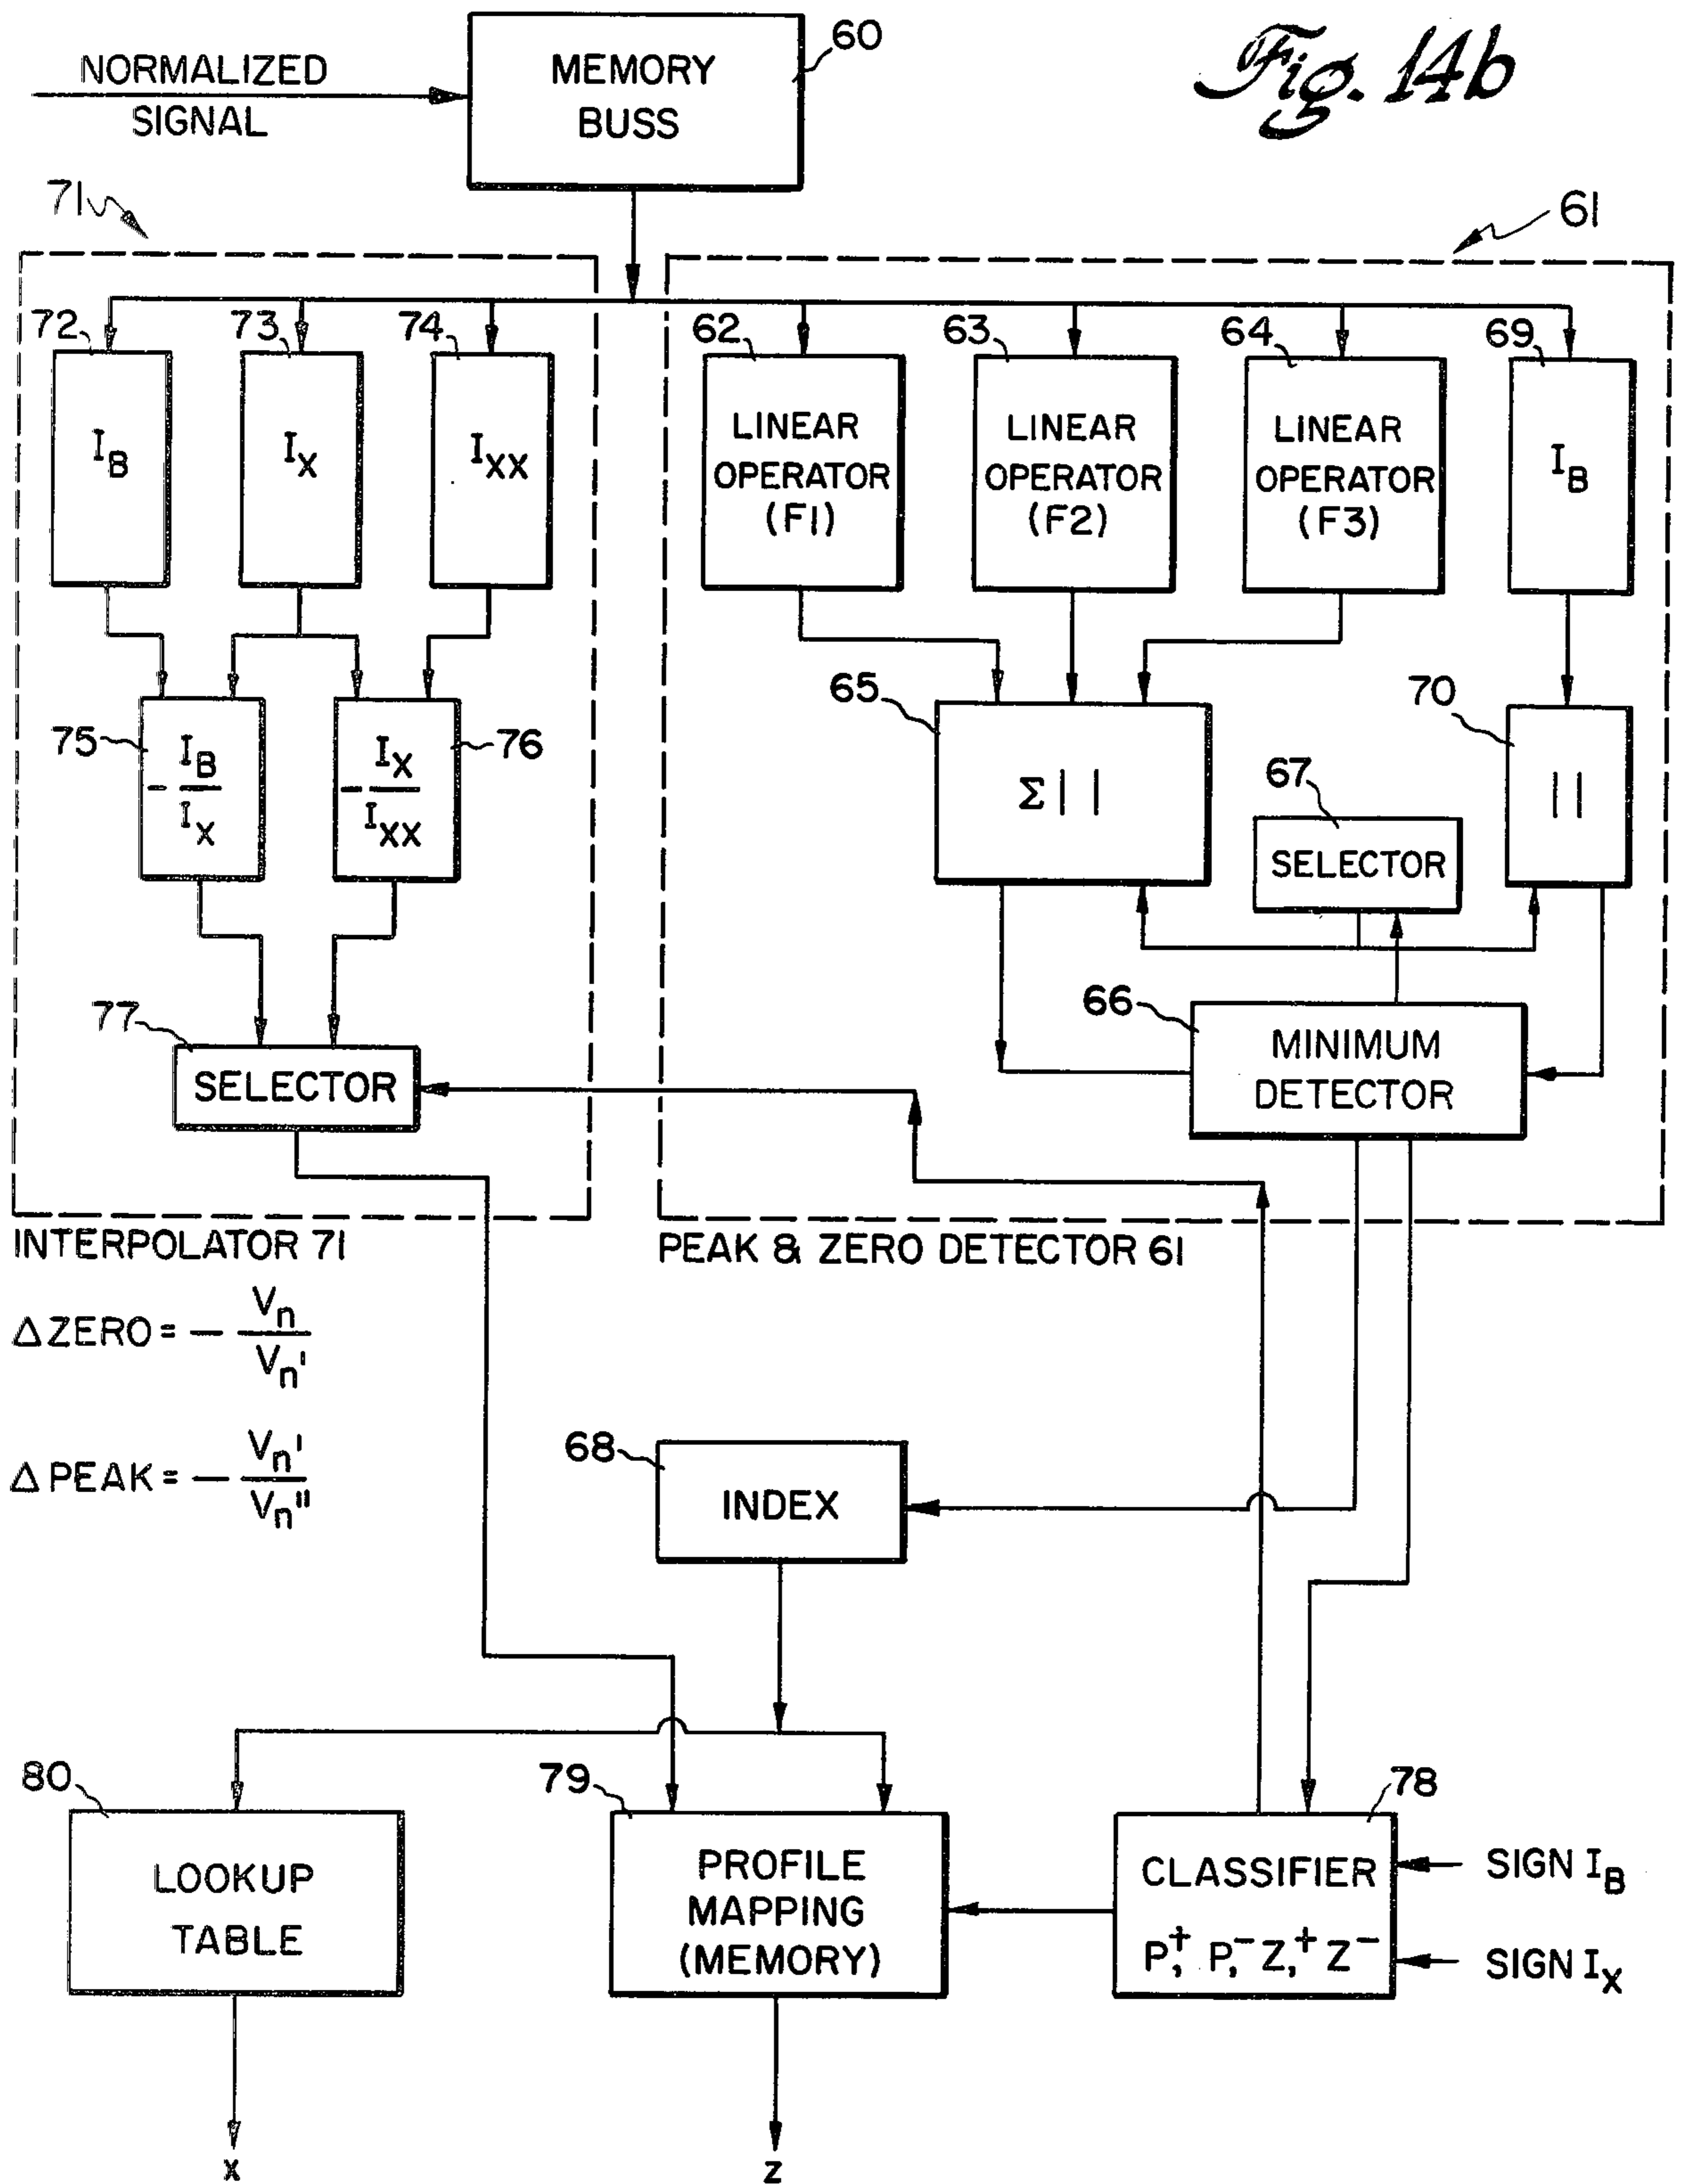 Fig. 14b
NORMALIZED
SIGNAL
MEMORY
BUSS
60
71
61
72
73
74
62
63
64
69
I_B
I_X
I_XX
LINEAR
OPERATOR
(F1)
LINEAR
OPERATOR
(F2)
LINEAR
OPERATOR
(F3)
I_B
75
- I_B / I_X
- I_X / I_XX
76
65
Σ| |
67
SELECTOR
70
| |
77
SELECTOR
66
MINIMUM
DETECTOR
INTERPOLATOR 71
PEAK & ZERO DETECTOR 61
ΔZERO = - V_n / V_n'
ΔPEAK = - V_n' / V_n"
68
INDEX
80
LOOKUP
TABLE
79
PROFILE
MAPPING
(MEMORY)
78
CLASSIFIER
P⁺, P⁻, Z⁺, Z⁻
SIGN I_B
SIGN I_X
x
z